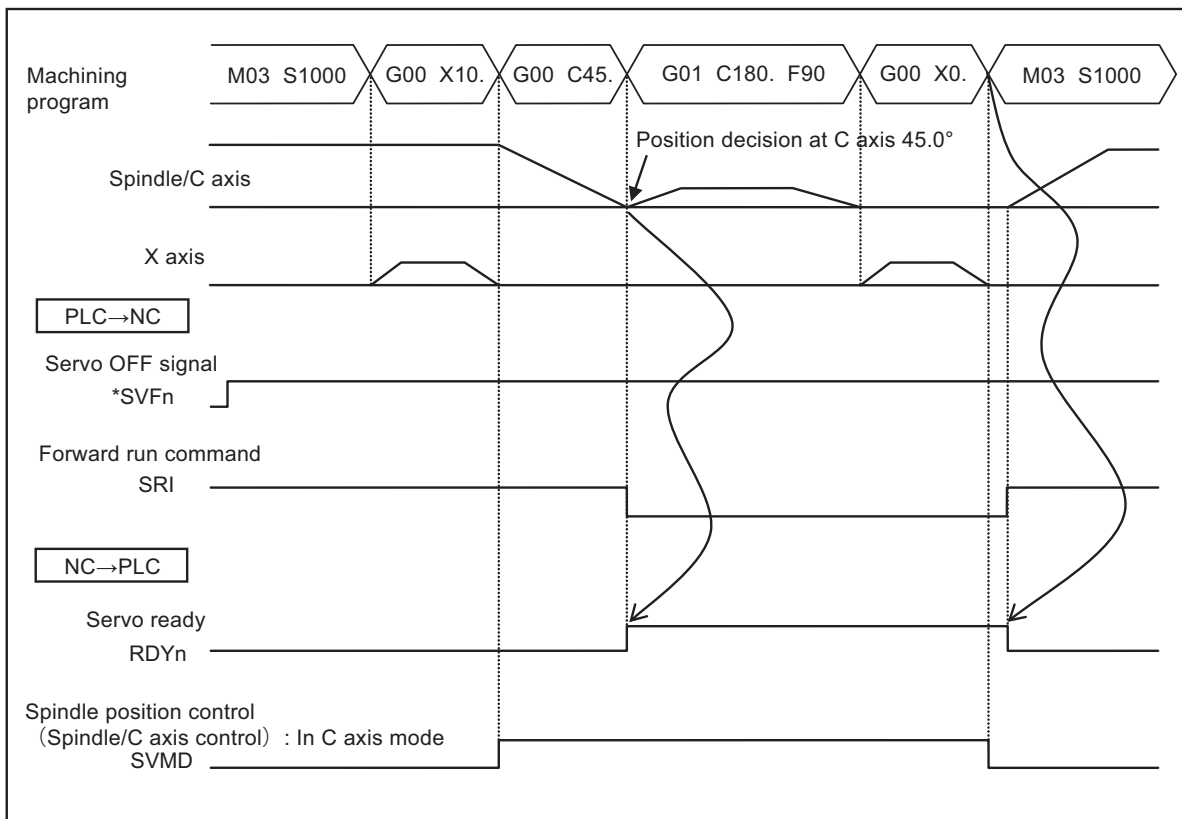 Machining
program
M03 S1000
G00 X10.
G00 C45.
G01 C180. F90
G00 X0.
M03 S1000
Position decision at C axis 45.0°
Spindle/C axis
X axis
PLC→NC
Servo OFF signal
*SVFn
Forward run command
SRI
NC→PLC
Servo ready
RDYn
Spindle position control
（Spindle/C axis control）: In C axis mode
SVMD